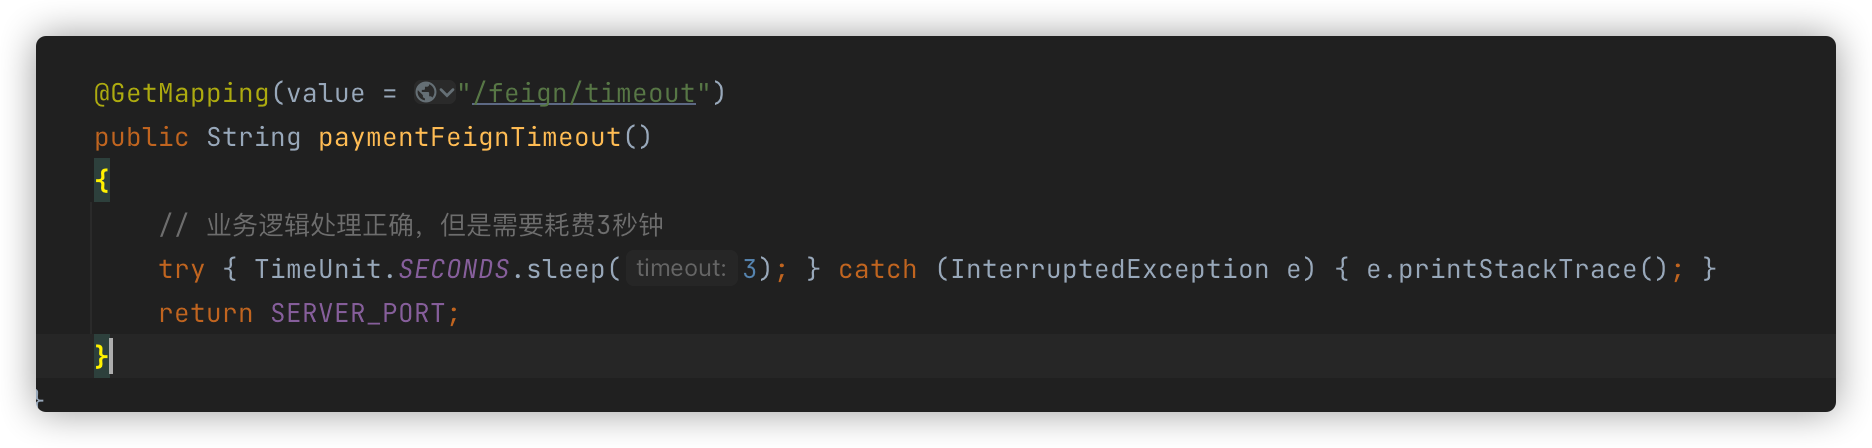 @GetMapping(value = "/feign/timeout")
public String paymentFeignTimeout()
{
// 业务逻辑处理正确，但是需要耗费3秒钟
try { TimeUnit.SECONDS.sleep( timeout: 3); } catch (InterruptedException e) { e.printStackTrace(); }
return SERVER_PORT;
}
}